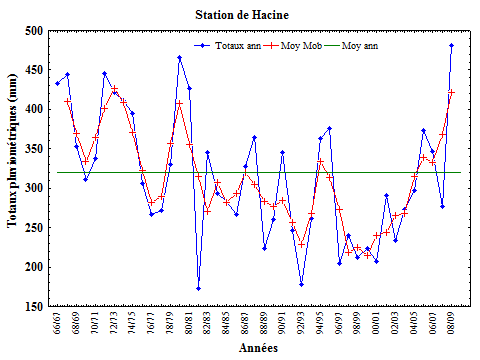 Station de Hacine
Totaux ann Moy Mob Moy ann
Totaux pluviométriques (mm)
500
450
400
350
300
250
200
150
66/67 68/69 70/71 72/73 74/75 76/77 78/79 80/81 82/83 84/85 86/87 88/89 90/91 92/93 94/95 96/97 98/99 00/01 02/03 04/05 06/07 08/09
Années